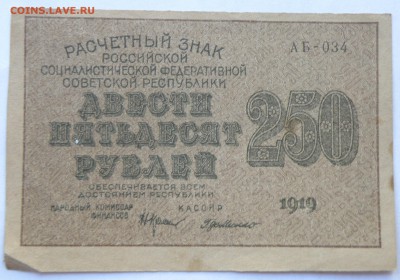 COINS.LAVE.RU
РАСЧЕТНЫЙ ЗНАК
РОССИЙСКОЙ
СОЦИАЛИСТИЧЕСКОЙ ФЕДЕРАТИВНОЙ
СОВЕТСКОЙ РЕСПУБЛИКИ
АБ-034
ДВЕСТИ
ПЯТЬДЕСЯТ
РУБЛЕЙ
250
ОБЕСПЕЧИВАЕТСЯ ВСЕМ
ДОСТОЯНИЕМ РЕСПУБЛИКИ
1919
НАРОДНЫЙ КОМИССАР
ФИНАНСОВ
КАССИР